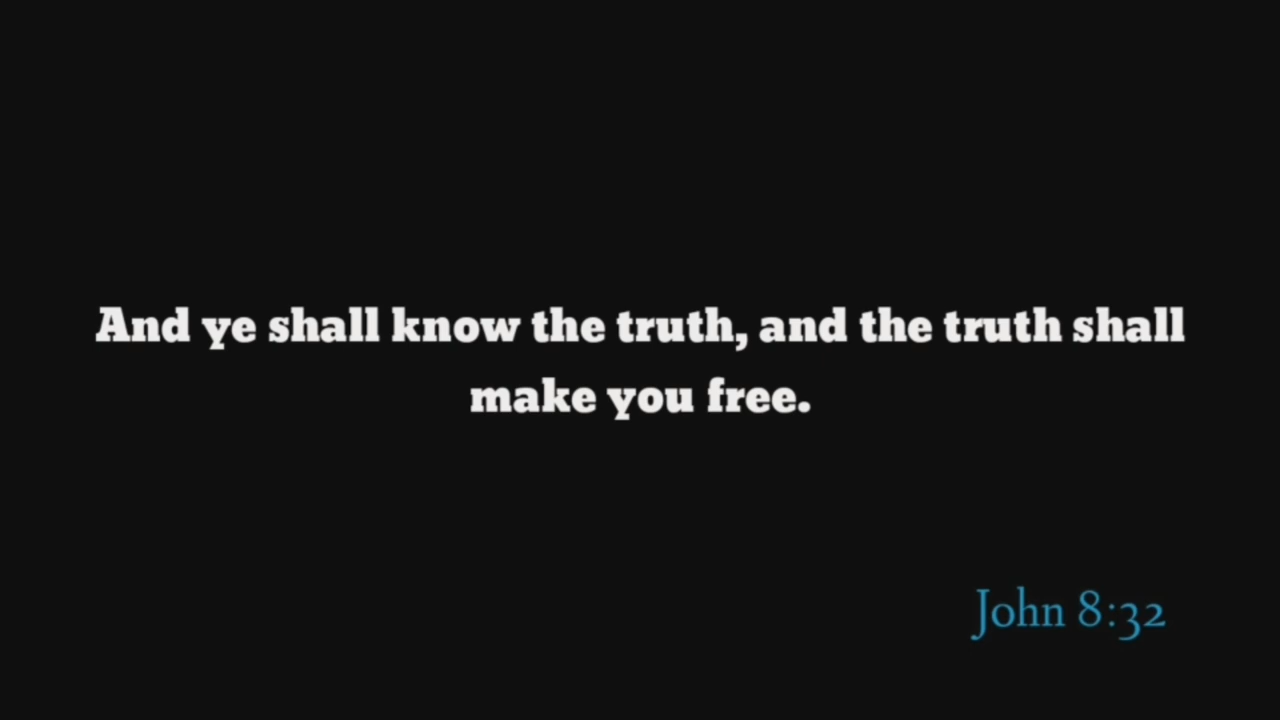 And ye shall know the truth, and the truth shall
make you free.
John 8:32